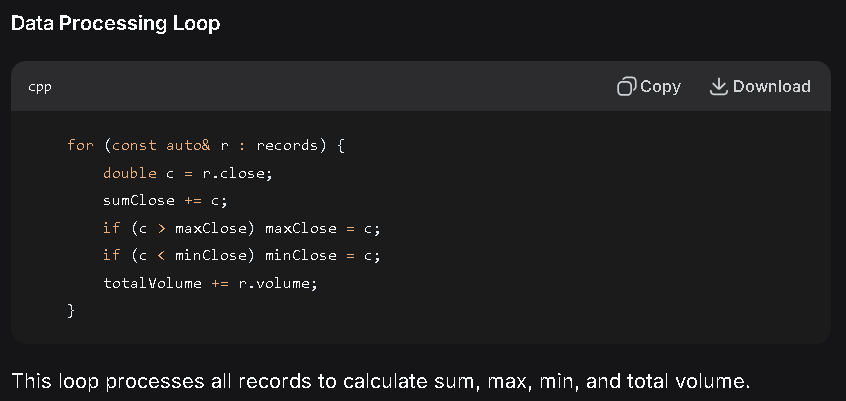 Data Processing Loop
cpp Copy Download
for (const auto& r : records) {
double c = r.close;
sumClose += c;
if (c > maxClose) maxClose = c;
if (c < minClose) minClose = c;
totalVolume += r.volume;
}
This loop processes all records to calculate sum, max, min, and total volume.